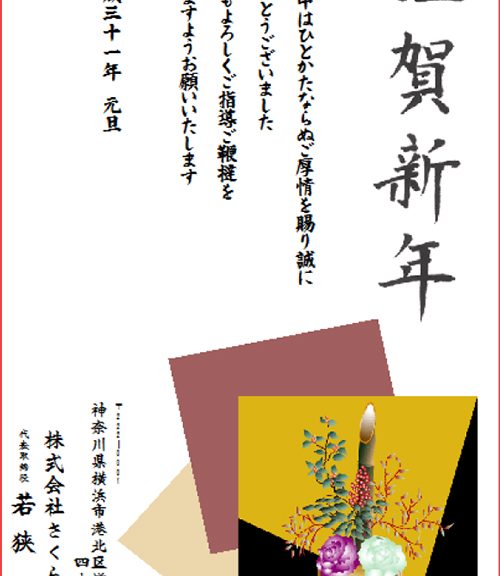 賀新年
中はひとかたならぬご厚情を賜り誠に
とうございました
もよろしくご指導ご鞭撻を
ますようお願いいたします
三十一年 元旦
神奈川県横浜市港北区
四
株式会社さくら
代表取締役 若狭